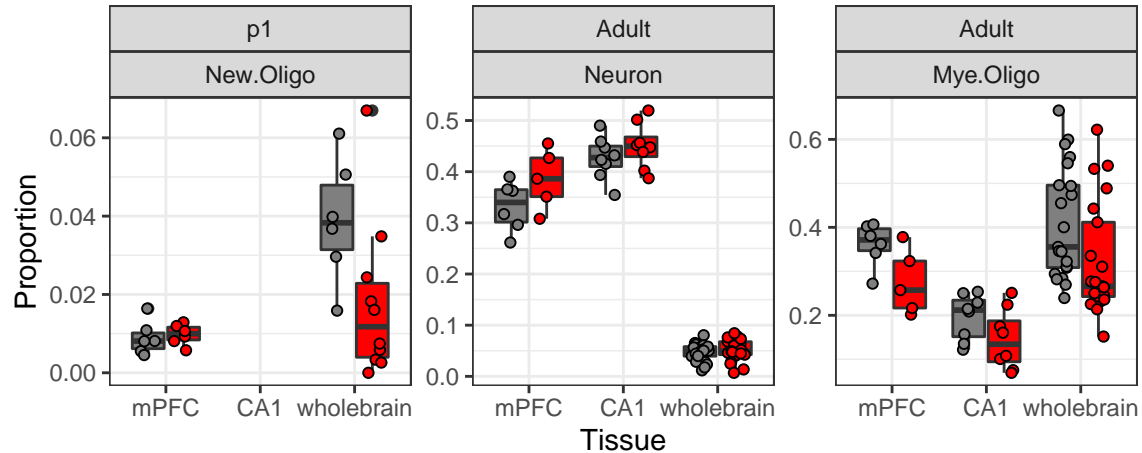 p1
New.Oligo
Adult
Neuron
Adult
Mye.Oligo
Proportion
0.06
0.04
0.02
0.00
0.5
0.4
0.3
0.2
0.1
0.0
0.6
0.4
0.2
mPFC CA1 wholebrain
mPFC CA1 wholebrain
mPFC CA1 wholebrain
Tissue